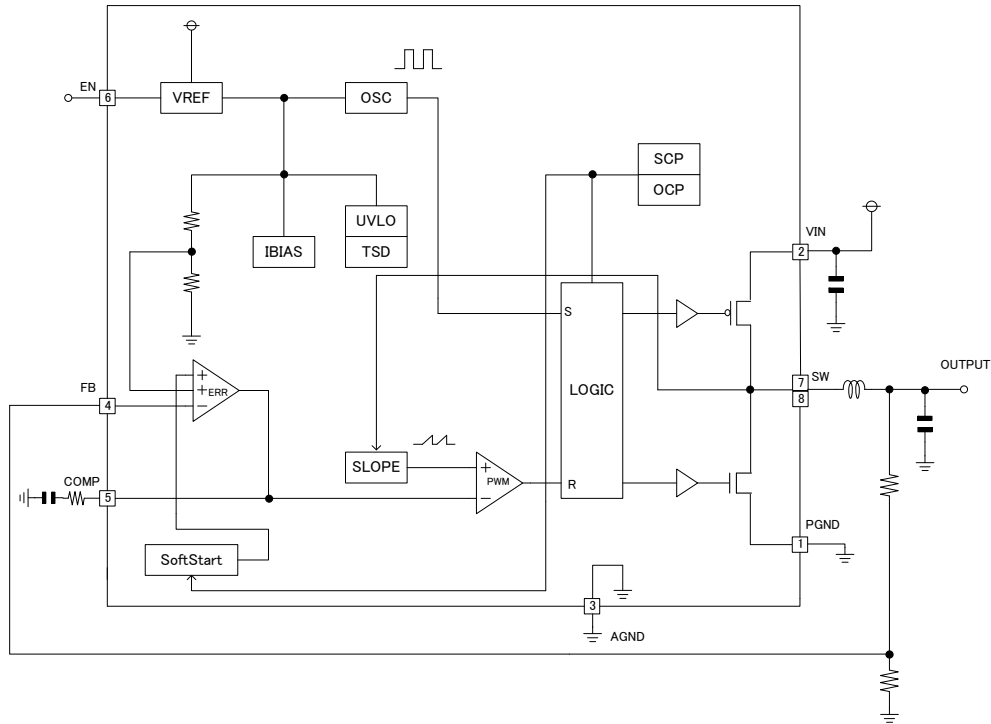 EN
6
VREF
OSC
SCP
OCP
UVLO
TSD
IBIAS
VIN
2
S
LOGIC
SW
7
8
OUTPUT
FB
4
+
+
−
ERR
COMP
5
SLOPE
+
−
PWM
R
PGND
1
SoftStart
3
AGND